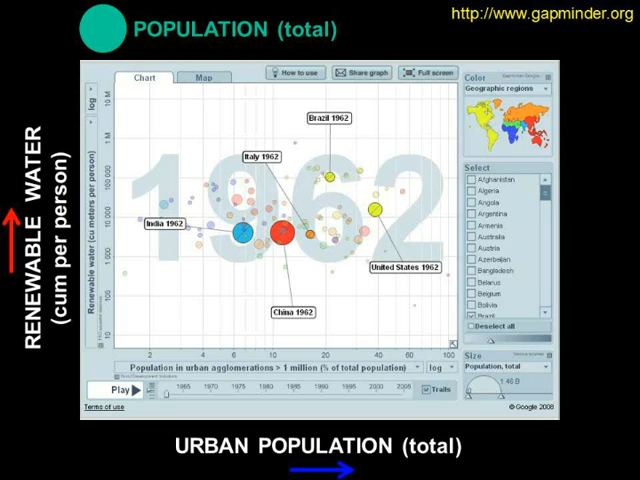 http://www.gapminder.org
POPULATION (total)
RENEWABLE WATER
(cum per person)
Chart
Map
How to use
Share graph
Full screen
Color
Geographic regions
log
Renewable water (cu meters per person)
10 M
1 M
100 000
10 000
1 000
100
10
1962
Brazil 1962
Italy 1962
India 1962
United States 1962
China 1962
2
4
6
10
20
40
60
100
Population in urban agglomerations > 1 million (% of total population)
log
Select
Afghanistan
Algeria
Angola
Argentina
Armenia
Australia
Austria
Azerbaijan
Bangladesh
Belarus
Belgium
Bolivia
Brazil
Deselect all
Size
Population, total
1.46 B
Play
1965
1970
1975
1980
1985
1990
1995
2000
2005
Trails
Terms of use
© Google 2008
URBAN POPULATION (total)